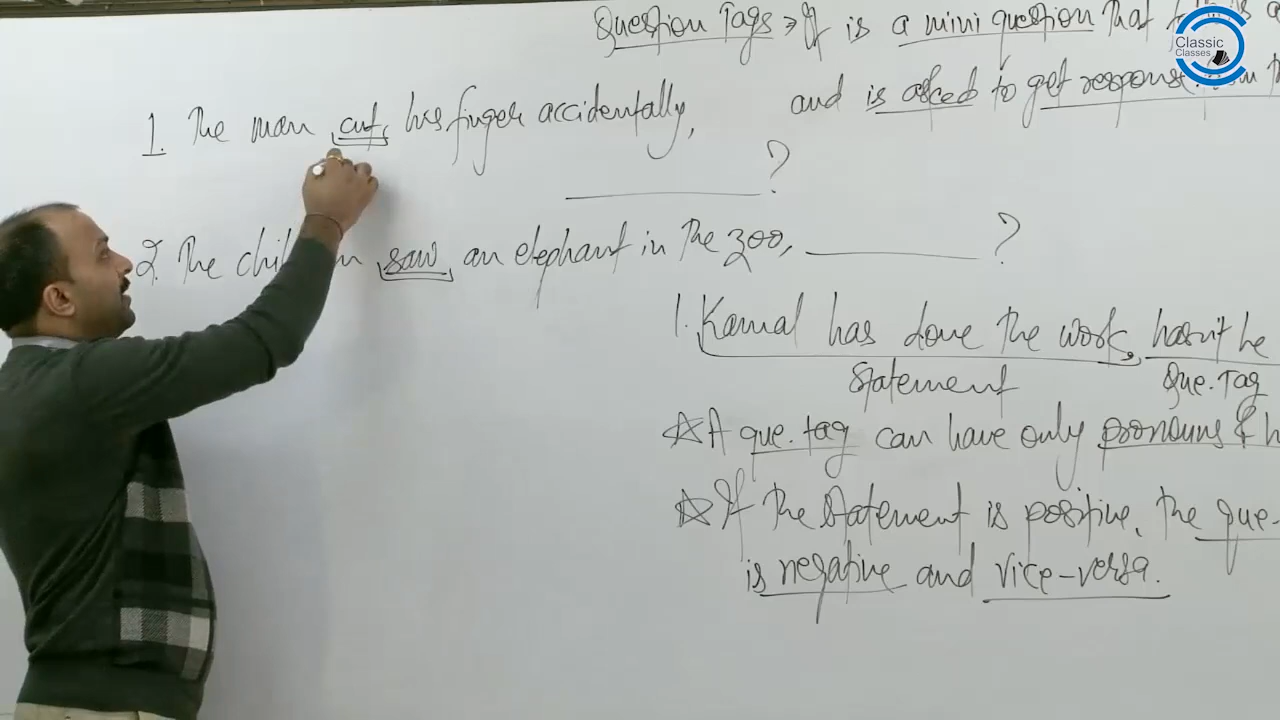 Question Tags → It is a mini question that
and is asked to get response
1. The man cut his finger accidentally,
?
2. The in saw an elephant in the zoo, ?
1. Kamal has done the work, hasn't he
Statement Que. Tag
☆ A que. tag can have only pronouns &
☆ If the statement is positive, the que-
is negative and vice-versa.
Classic
Classes